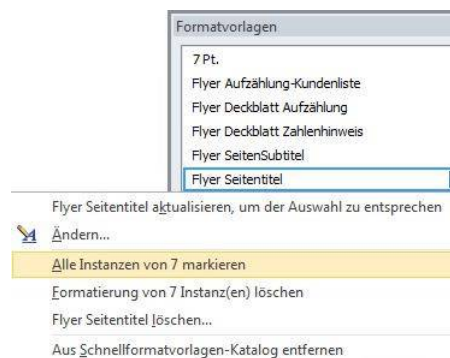 Formatvorlagen
7 Pt.
Flyer Aufzählung-Kundenliste
Flyer Deckblatt Aufzählung
Flyer Deckblatt Zahlenhinweis
Flyer SeitenSubtitel
Flyer Seitentitel
Flyer Seitentitel aktualisieren, um der Auswahl zu entsprechen
Ändern...
Alle Instanzen von 7 markieren
Formatierung von 7 Instanz(en) löschen
Flyer Seitentitel löschen...
Aus Schnellformatvorlagen-Katalog entfernen